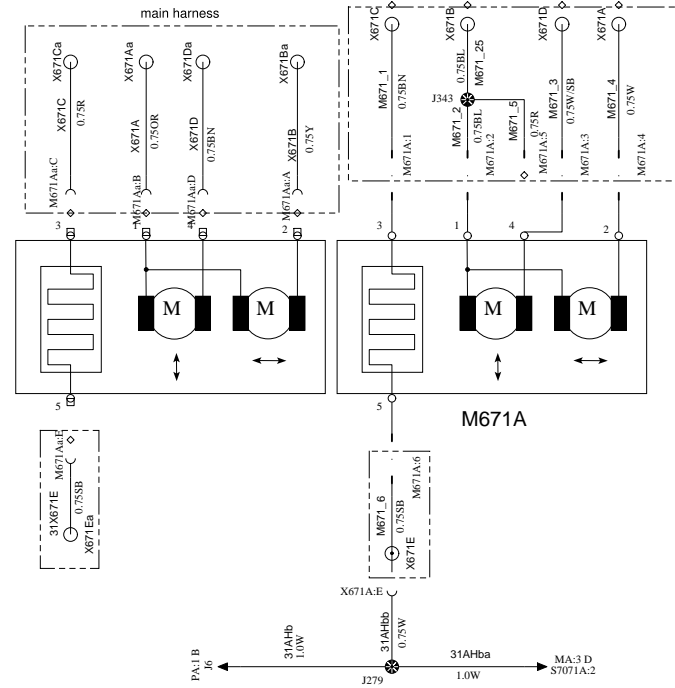 main harness
X671Ca
X671Aa
X671Da
X671Ba
X671C
0.75R
X671A
0.75OR
X671D
0.75BN
X671B
0.75Y
M671Aa:C
M671Aa:B
M671Aa:D
M671Aa:A
3
1
4
2
M
M
5
M671Aa:E
31X671E
0.75SB
X671Ea
X671C
X671B
X671D
X671A
M671_1
0.75BN
0.75BL
M671_25
J343
M671_2
0.75BL
M671_5
0.75R
M671_3
0.75W/SB
M671_4
0.75W
M671A:1
M671A:2
M671A:5
M671A:3
M671A:4
3
1
4
2
M
M
5
M671A
M671A:6
M671_6
0.75SB
X671E
X671A:E
31AHbb
0.75W
31AHb
1.0W
PA:1 B
J6
J279
31AHba
1.0W
MA:3 D
S7071A:2